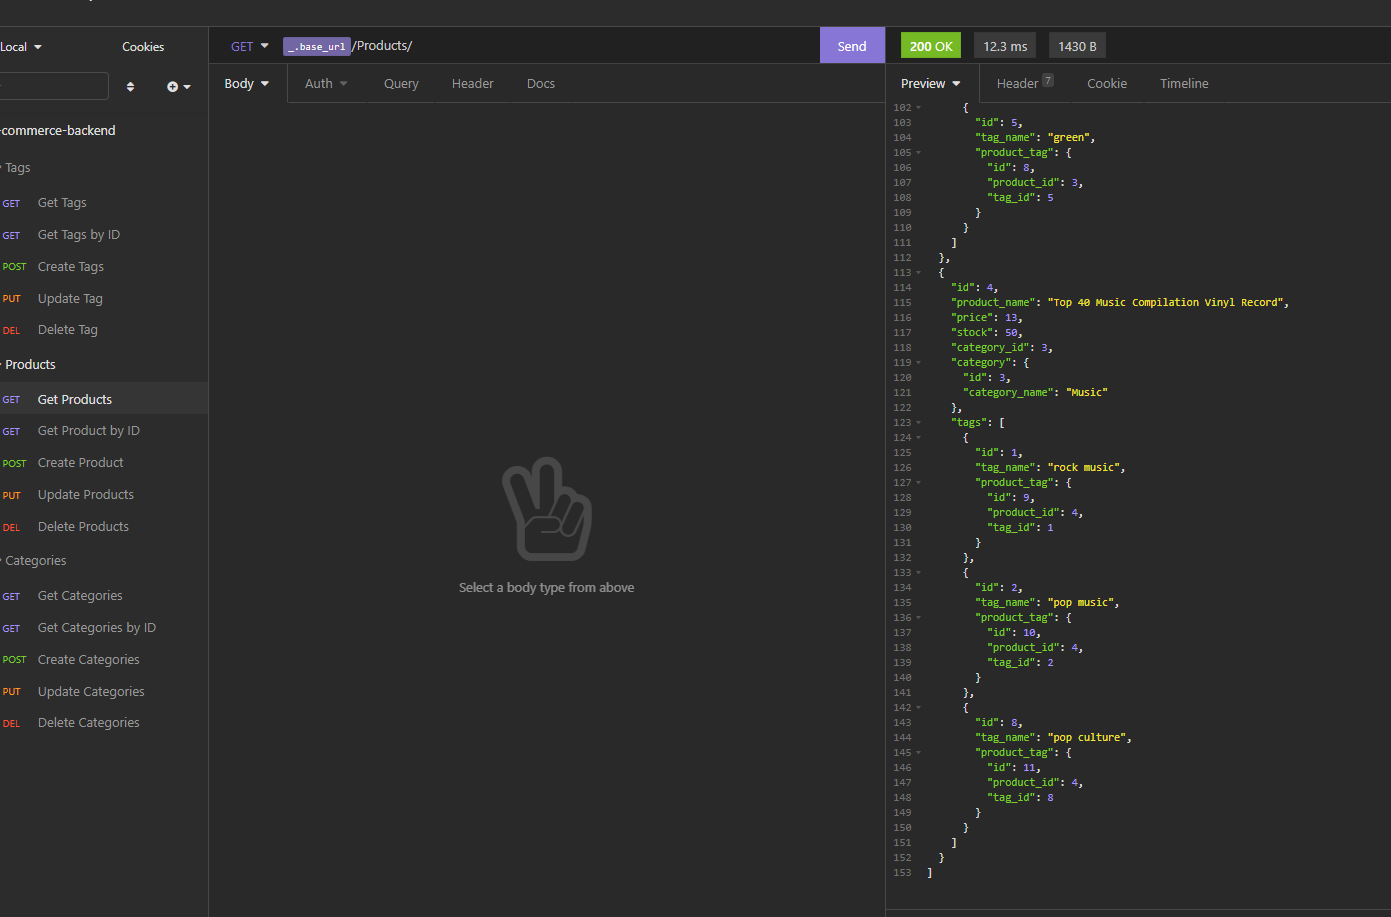 Local
Cookies
GET
_.base_url/Products/
Send
200 OK
12.3 ms
1430 B
Body
Auth
Query
Header
Docs
Preview
Header 7
Cookie
Timeline
-commerce-backend
Tags
GET Get Tags
GET Get Tags by ID
POST Create Tags
PUT Update Tag
DEL Delete Tag
Products
GET Get Products
GET Get Product by ID
POST Create Product
PUT Update Products
DEL Delete Products
Categories
GET Get Categories
GET Get Categories by ID
POST Create Categories
PUT Update Categories
DEL Delete Categories
Select a body type from above
102 {
103 "id": 5,
104 "tag_name": "green",
105 "product_tag": {
106 "id": 8,
107 "product_id": 3,
108 "tag_id": 5
109 }
110 }
111 ]
112 },
113 {
114 "id": 4,
115 "product_name": "Top 40 Music Compilation Vinyl Record",
116 "price": 13,
117 "stock": 50,
118 "category_id": 3,
119 "category": {
120 "id": 3,
121 "category_name": "Music"
122 },
123 "tags": [
124 {
125 "id": 1,
126 "tag_name": "rock music",
127 "product_tag": {
128 "id": 9,
129 "product_id": 4,
130 "tag_id": 1
131 }
132 },
133 {
134 "id": 2,
135 "tag_name": "pop music",
136 "product_tag": {
137 "id": 10,
138 "product_id": 4,
139 "tag_id": 2
140 }
141 },
142 {
143 "id": 8,
144 "tag_name": "pop culture",
145 "product_tag": {
146 "id": 11,
147 "product_id": 4,
148 "tag_id": 8
149 }
150 }
151 ]
152 }
153 ]